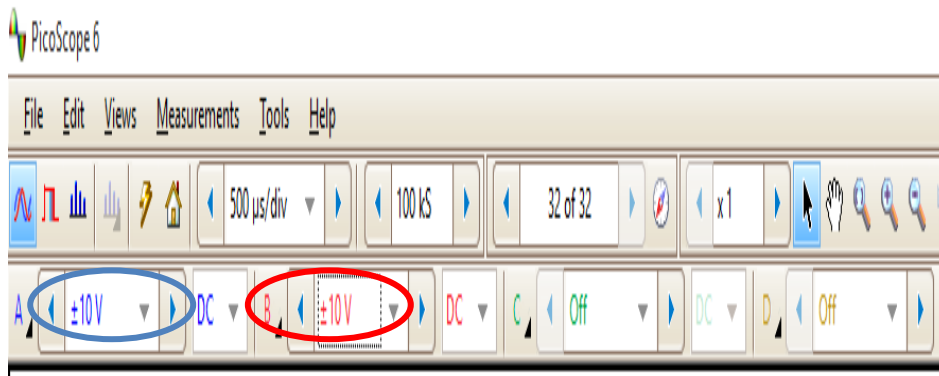 PicoScope 6
File Edit Views Measurements Tools Help
500 µs/div 100 kS 32 of 32 x 1
A ±10 V DC B ±10 V DC C Off DC D Off